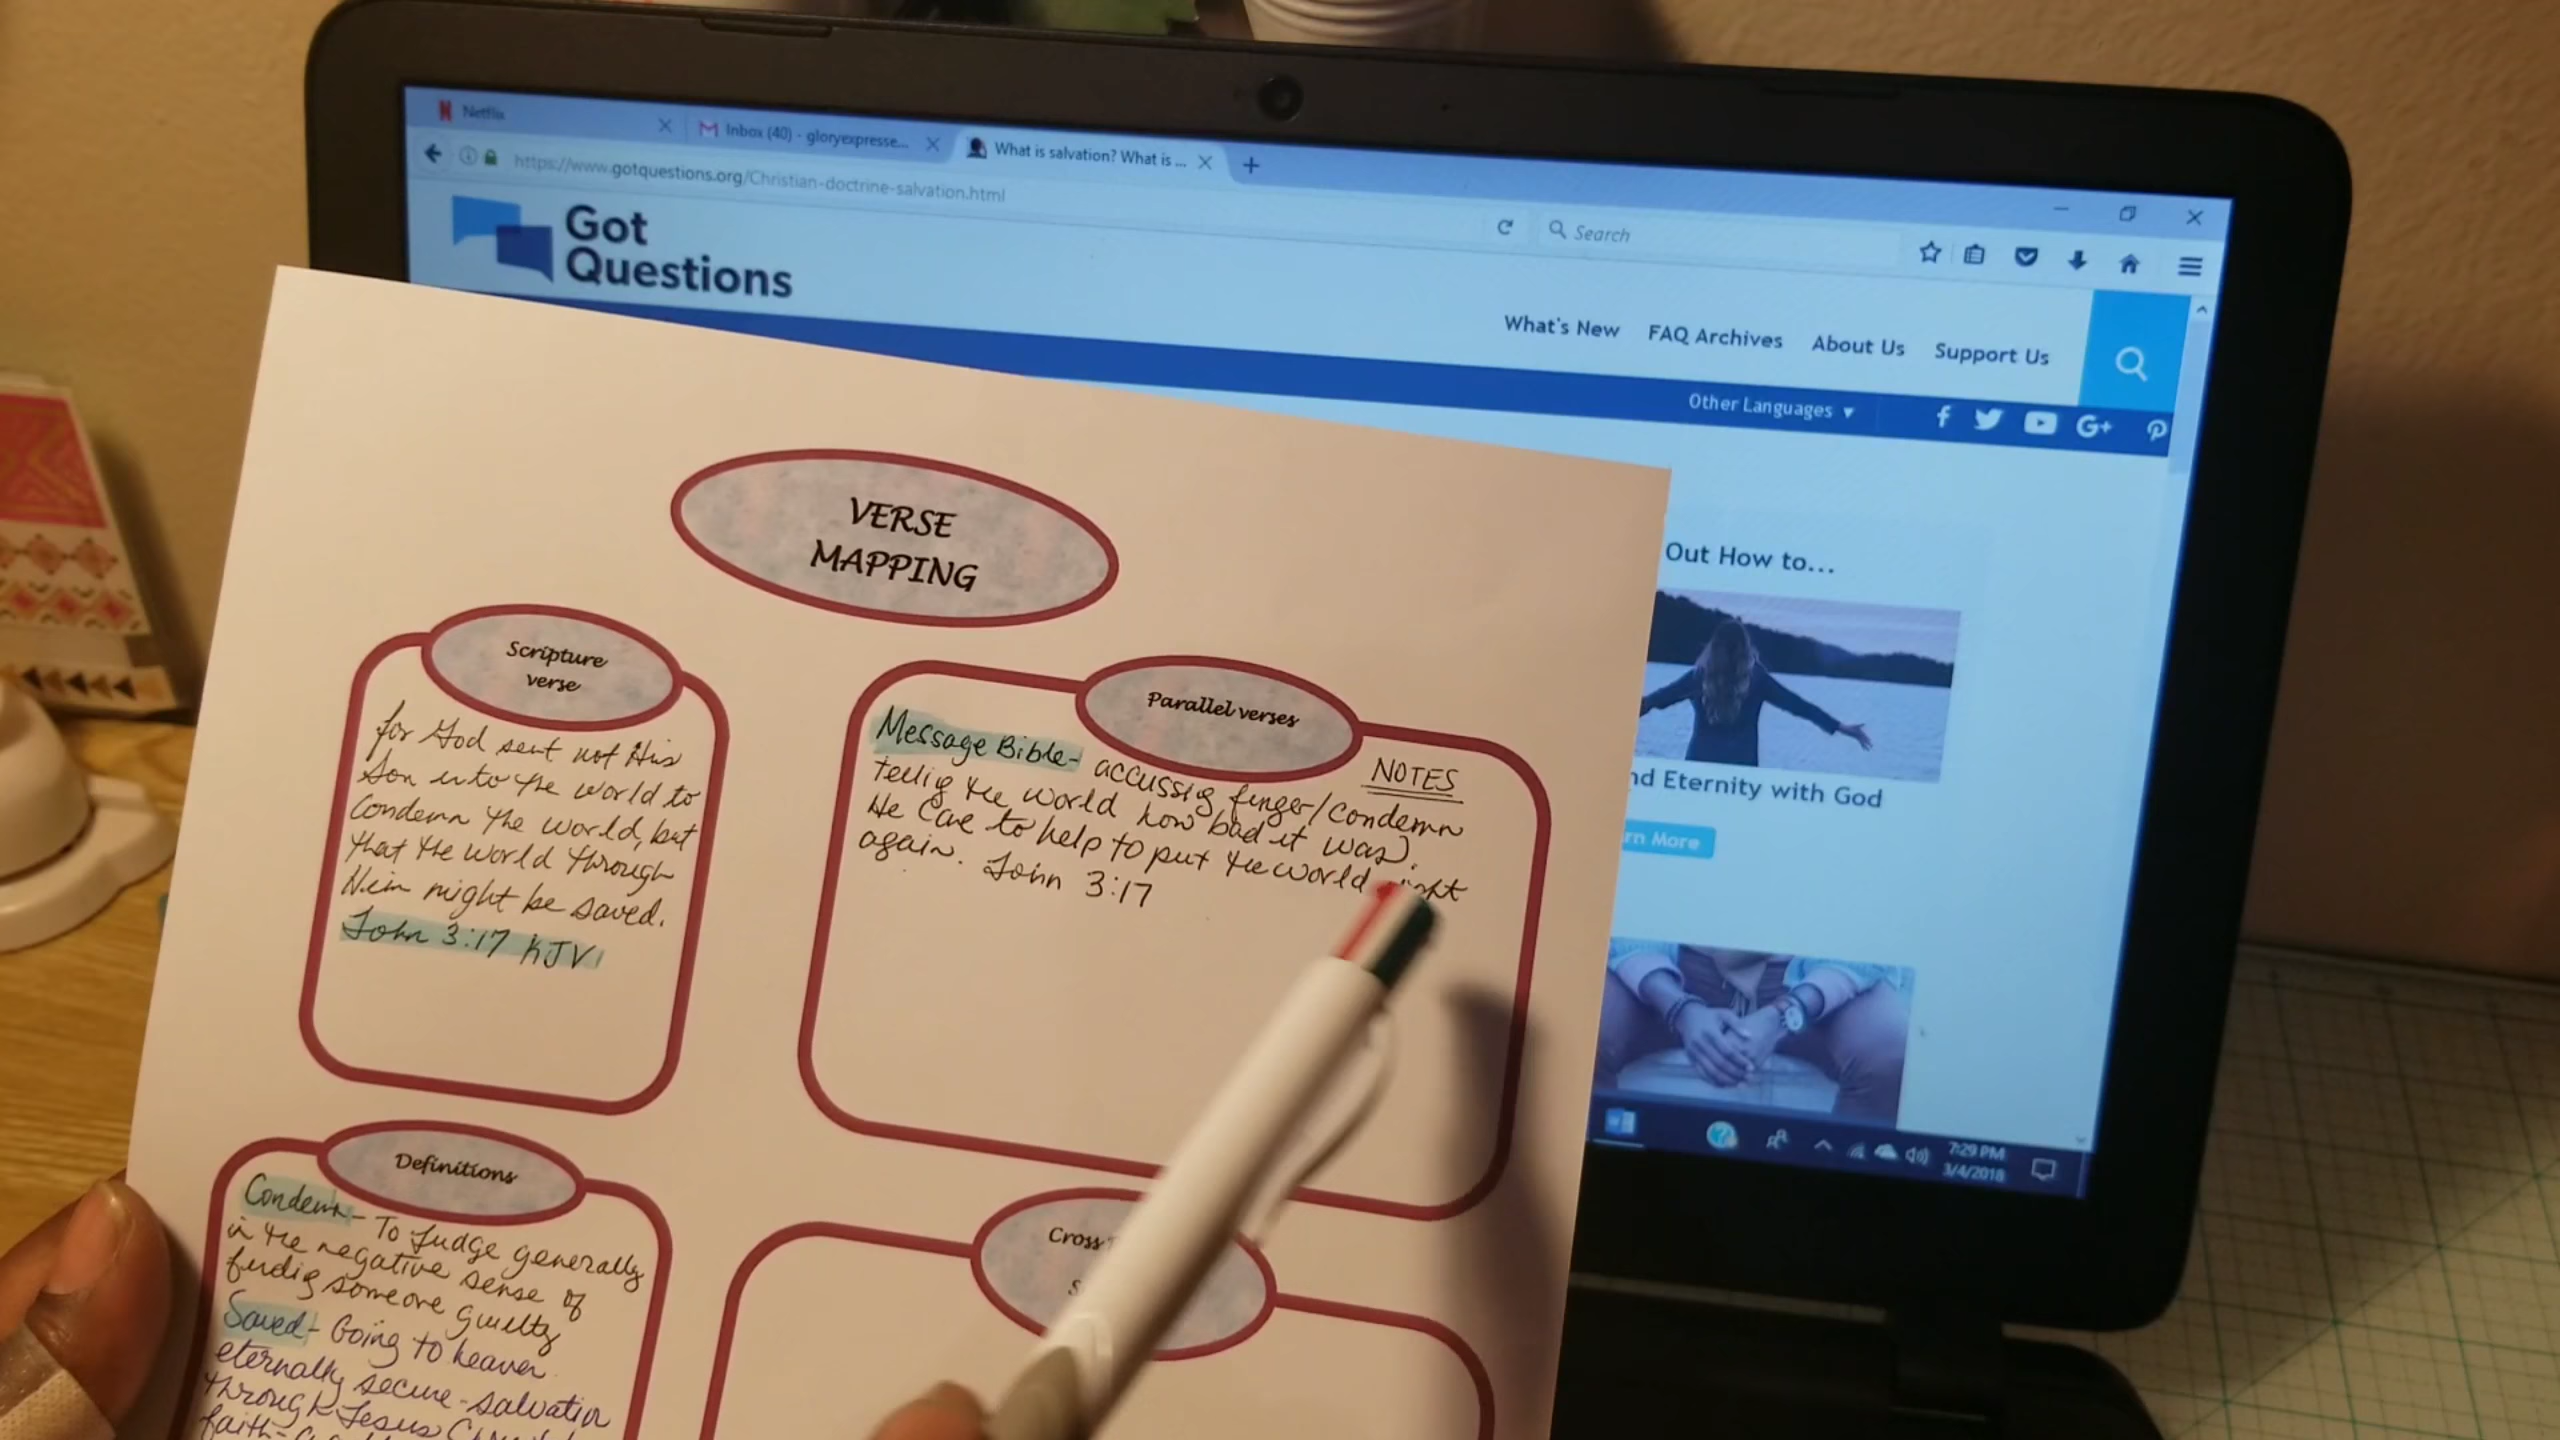 Netflix
Inbox (40) - gloryexpresse...
What is salvation? What is ...
https://www.gotquestions.org/Christian-doctrine-salvation.html
Search
Got
Questions
What's New FAQ Archives About Us Support Us
Other Languages
Out How to...
nd Eternity with God
rn More
7:29 PM
3/4/2018
VERSE
MAPPING
Scripture
verse
for God sent not His
Son into the world to
Condemn the world, but
that the world through
Him might be saved.
John 3:17 KJV
Parallel verses
NOTES
Message Bible- accussig finger/condemn
tellig the world how bad it was).
He Came to help to put the world right
again. John 3:17
Definitions
Condemn- To Judge generally
in the negative sense of
findig someone guilty
Saved- Going to heaven
eternally secure-salvation
through Jesus
faith-
Cross